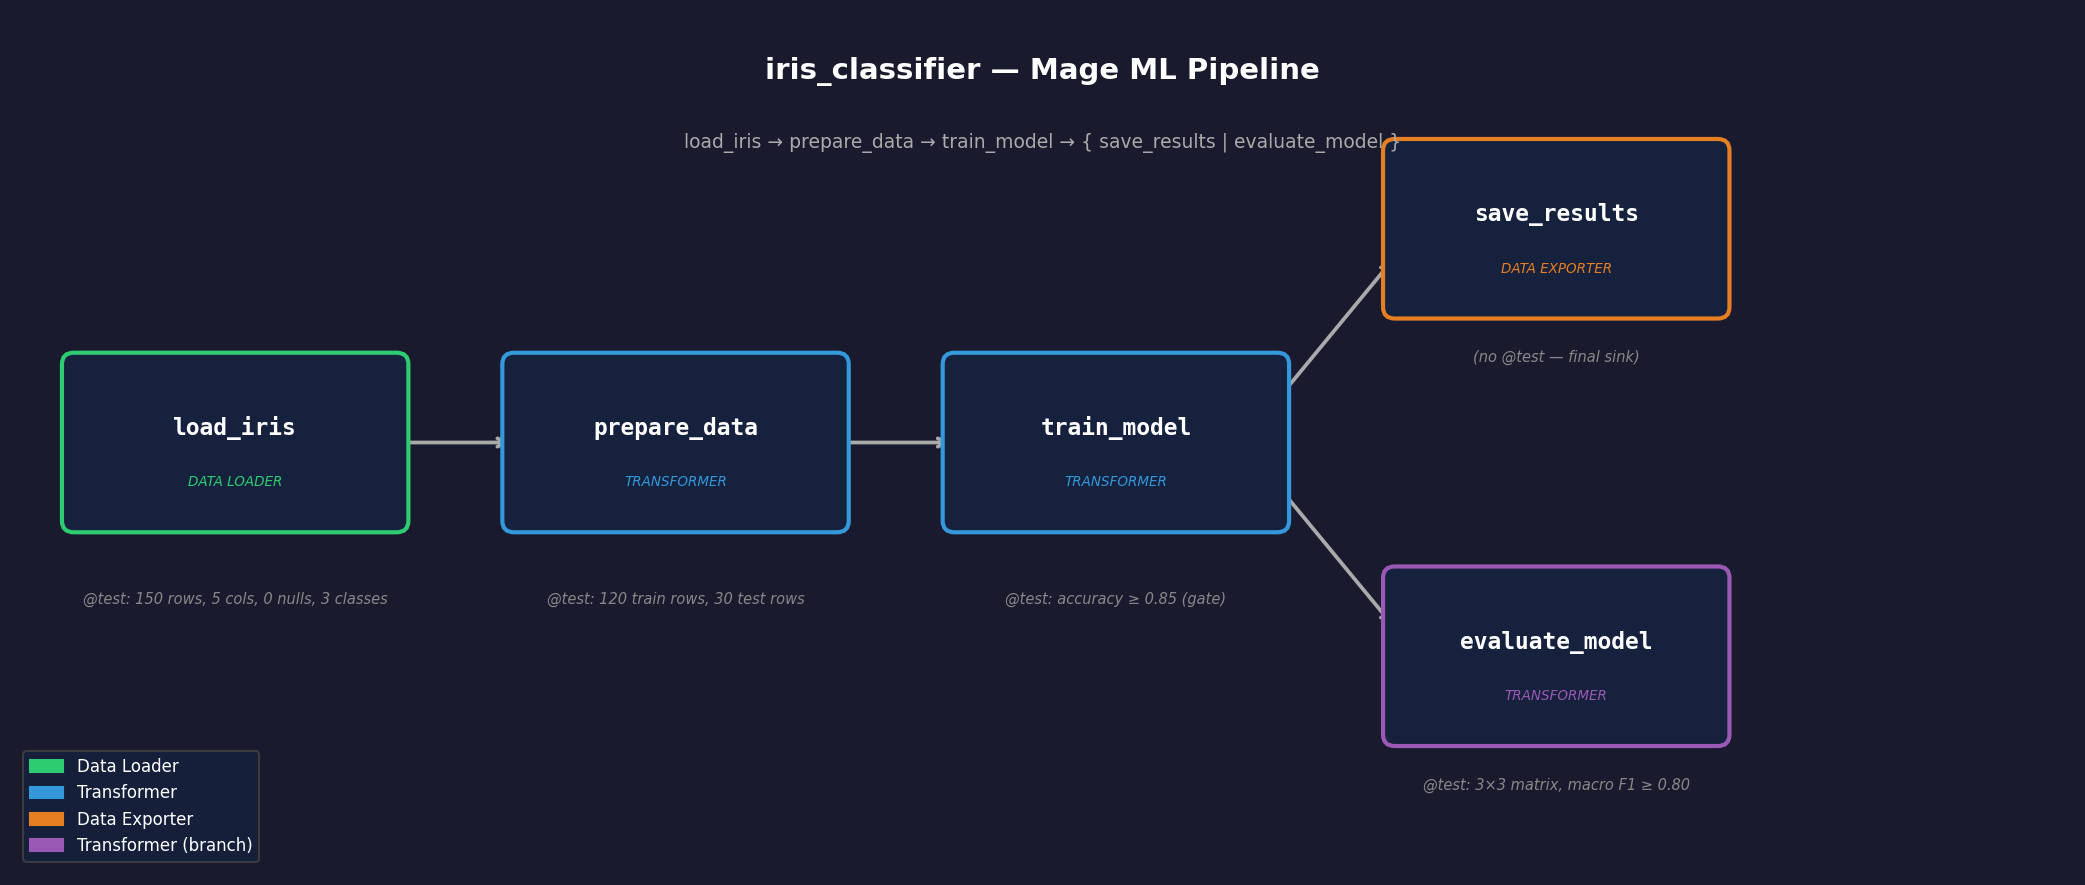 iris_classifier — Mage ML Pipeline
load_iris → prepare_data → train_model → { save_results | evaluate_model }
save_results
DATA EXPORTER
(no @test — final sink)
load_iris
DATA LOADER
@test: 150 rows, 5 cols, 0 nulls, 3 classes
prepare_data
TRANSFORMER
@test: 120 train rows, 30 test rows
train_model
TRANSFORMER
@test: accuracy ≥ 0.85 (gate)
evaluate_model
TRANSFORMER
@test: 3×3 matrix, macro F1 ≥ 0.80
Data Loader
Transformer
Data Exporter
Transformer (branch)